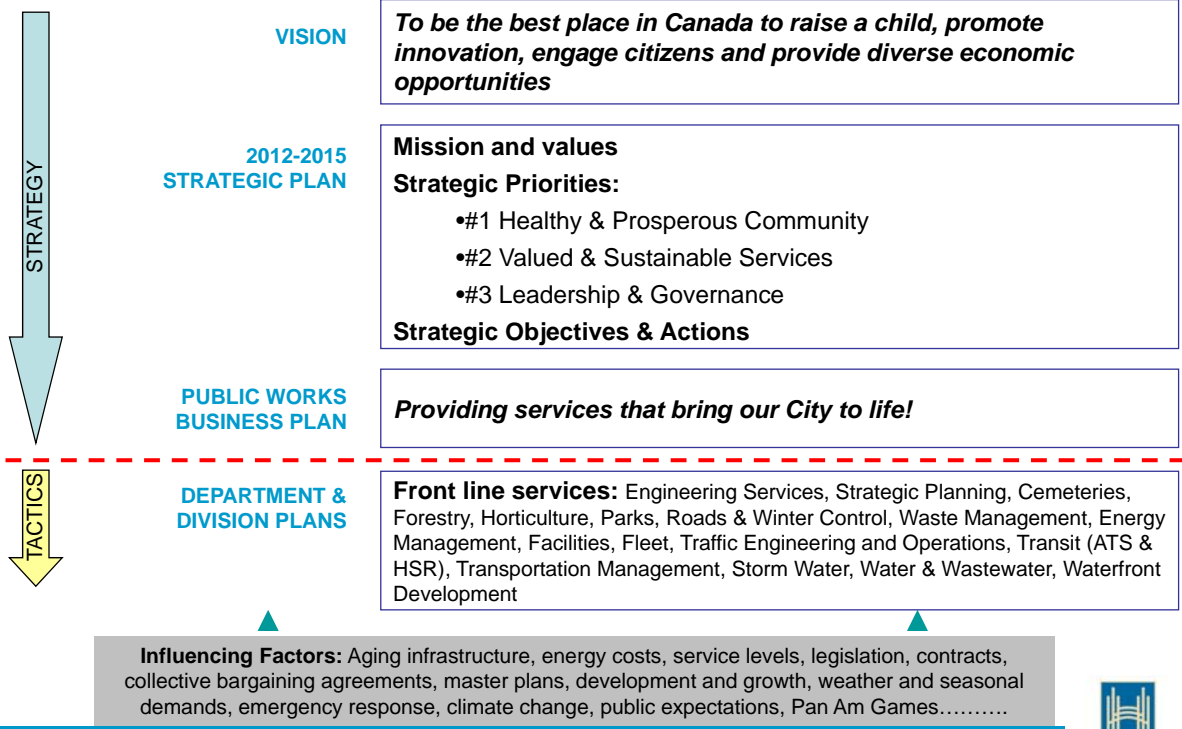 VISION
To be the best place in Canada to raise a child, promote
innovation, engage citizens and provide diverse economic
opportunities
STRATEGY
2012-2015
STRATEGIC PLAN
Mission and values
Strategic Priorities:
•#1 Healthy & Prosperous Community
•#2 Valued & Sustainable Services
•#3 Leadership & Governance
Strategic Objectives & Actions
PUBLIC WORKS
BUSINESS PLAN
Providing services that bring our City to life!
TACTICS
DEPARTMENT &
DIVISION PLANS
Front line services: Engineering Services, Strategic Planning, Cemeteries,
Forestry, Horticulture, Parks, Roads & Winter Control, Waste Management, Energy
Management, Facilities, Fleet, Traffic Engineering and Operations, Transit (ATS &
HSR), Transportation Management, Storm Water, Water & Wastewater, Waterfront
Development
Influencing Factors: Aging infrastructure, energy costs, service levels, legislation, contracts,
collective bargaining agreements, master plans, development and growth, weather and seasonal
demands, emergency response, climate change, public expectations, Pan Am Games……….